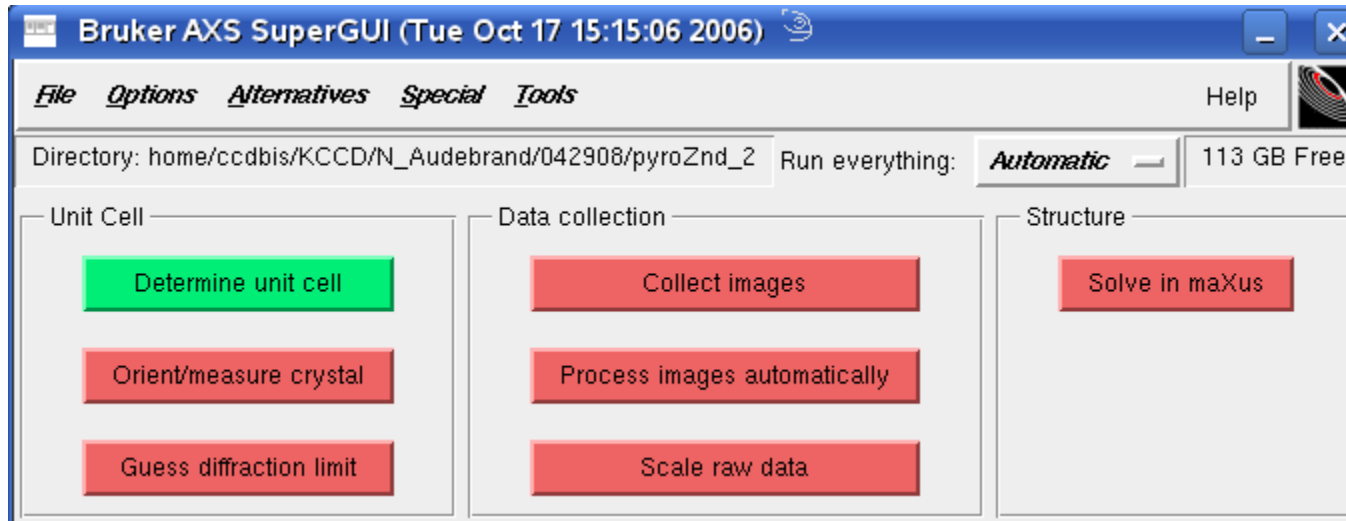 Bruker AXS SuperGUI (Tue Oct 17 15:15:06 2006)
File Options Alternatives Special Tools Help
Directory: home/ccdbis/KCCD/N_Audebrand/042908/pyroZnd_2 Run everything: Automatic 113 GB Free
Unit Cell
Determine unit cell
Orient/measure crystal
Guess diffraction limit
Data collection
Collect images
Process images automatically
Scale raw data
Structure
Solve in maXus